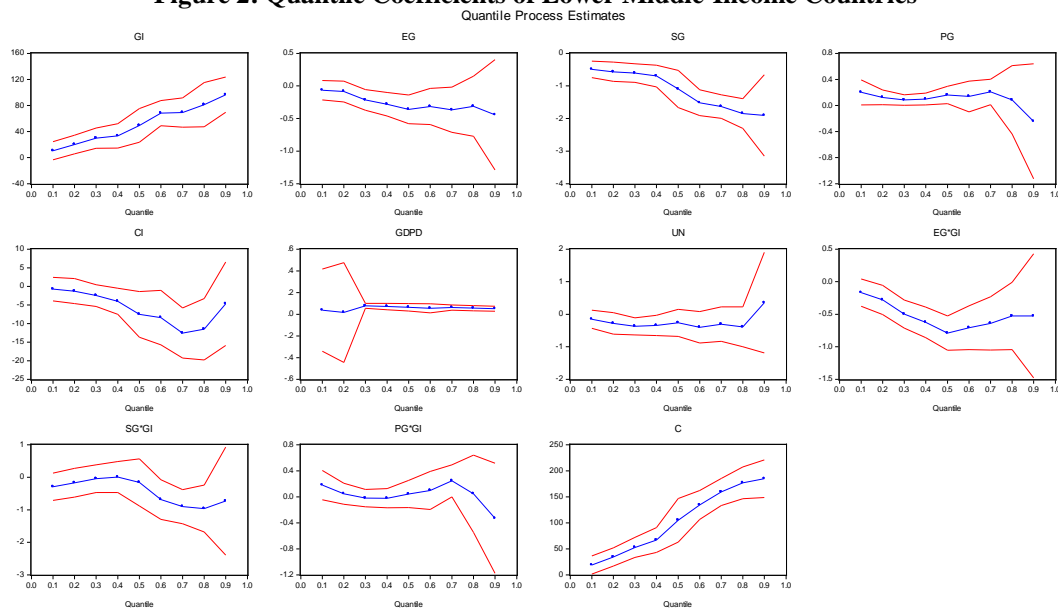 Figure 2: Quantile Coefficients of Lower Middle-Income Countries
Quantile Process Estimates
GI
160
120
80
40
0
-40
0.0 0.1 0.2 0.3 0.4 0.5 0.6 0.7 0.8 0.9 1.0
Quantile
EG
0.5
0.0
-0.5
-1.0
-1.5
0.0 0.1 0.2 0.3 0.4 0.5 0.6 0.7 0.8 0.9 1.0
Quantile
SG
0
-1
-2
-3
-4
0.0 0.1 0.2 0.3 0.4 0.5 0.6 0.7 0.8 0.9 1.0
Quantile
PG
0.8
0.4
0.0
-0.4
-0.8
-1.2
0.0 0.1 0.2 0.3 0.4 0.5 0.6 0.7 0.8 0.9 1.0
Quantile
CI
10
5
0
-5
-10
-15
-20
-25
0.0 0.1 0.2 0.3 0.4 0.5 0.6 0.7 0.8 0.9 1.0
Quantile
GDPD
.6
.4
.2
.0
-.2
-.4
-.6
0.0 0.1 0.2 0.3 0.4 0.5 0.6 0.7 0.8 0.9 1.0
Quantile
UN
2
1
0
-1
-2
0.0 0.1 0.2 0.3 0.4 0.5 0.6 0.7 0.8 0.9 1.0
Quantile
EG*GI
0.5
0.0
-0.5
-1.0
-1.5
0.0 0.1 0.2 0.3 0.4 0.5 0.6 0.7 0.8 0.9 1.0
Quantile
SG*GI
1
0
-1
-2
-3
0.0 0.1 0.2 0.3 0.4 0.5 0.6 0.7 0.8 0.9 1.0
Quantile
PG*GI
0.8
0.4
0.0
-0.4
-0.8
-1.2
0.0 0.1 0.2 0.3 0.4 0.5 0.6 0.7 0.8 0.9 1.0
Quantile
C
250
200
150
100
50
0
0.0 0.1 0.2 0.3 0.4 0.5 0.6 0.7 0.8 0.9 1.0
Quantile